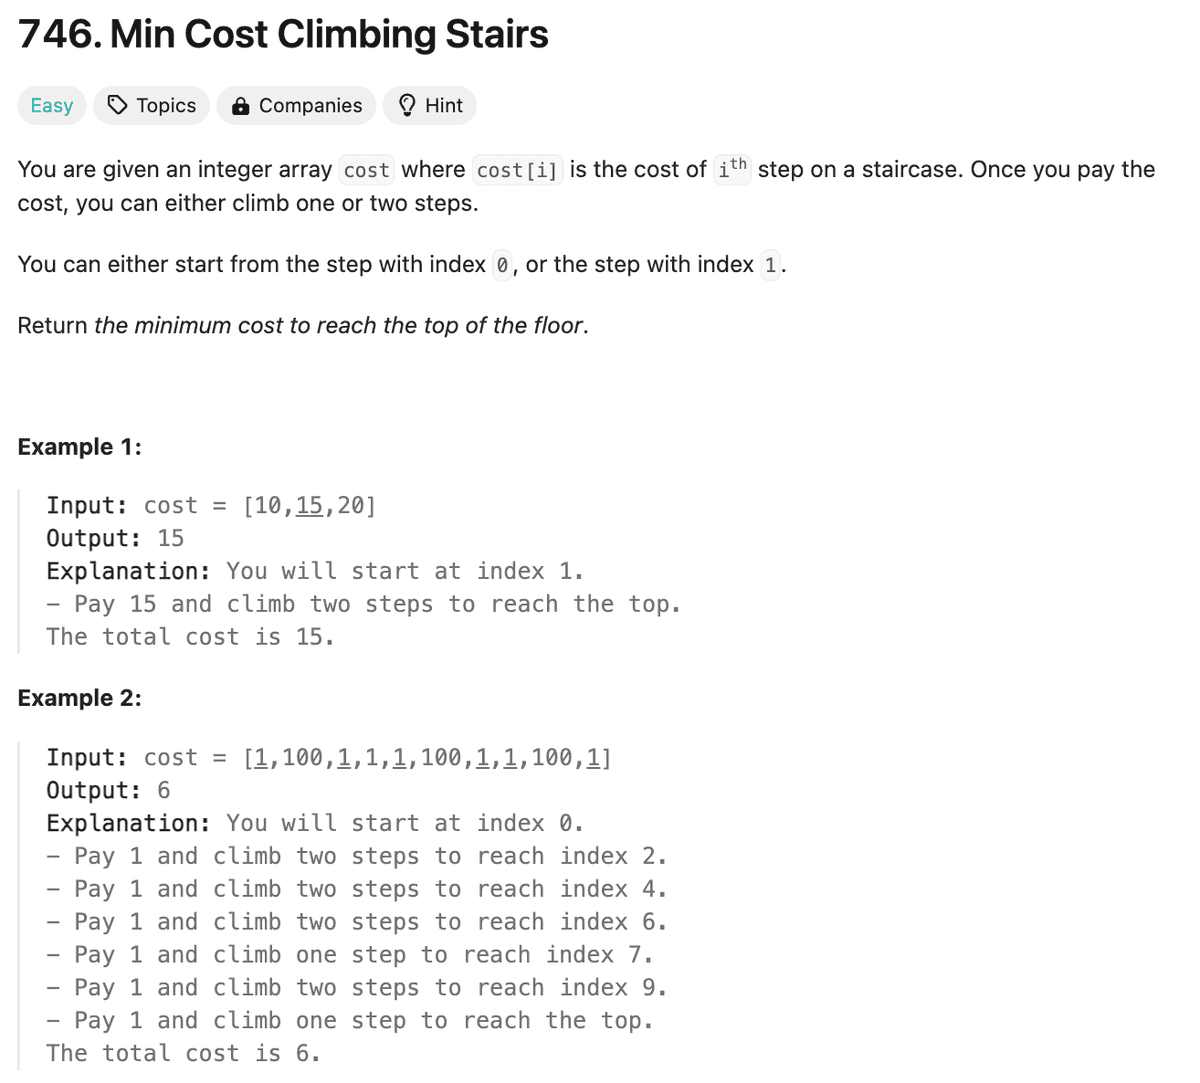 746. Min Cost Climbing Stairs
Easy Topics Companies Hint
You are given an integer array cost where cost[i] is the cost of ith step on a staircase. Once you pay the
cost, you can either climb one or two steps.
You can either start from the step with index 0, or the step with index 1.
Return the minimum cost to reach the top of the floor.
Example 1:
Input: cost = [10,15,20]
Output: 15
Explanation: You will start at index 1.
- Pay 15 and climb two steps to reach the top.
The total cost is 15.
Example 2:
Input: cost = [1,100,1,1,1,100,1,1,100,1]
Output: 6
Explanation: You will start at index 0.
- Pay 1 and climb two steps to reach index 2.
- Pay 1 and climb two steps to reach index 4.
- Pay 1 and climb two steps to reach index 6.
- Pay 1 and climb one step to reach index 7.
- Pay 1 and climb two steps to reach index 9.
- Pay 1 and climb one step to reach the top.
The total cost is 6.